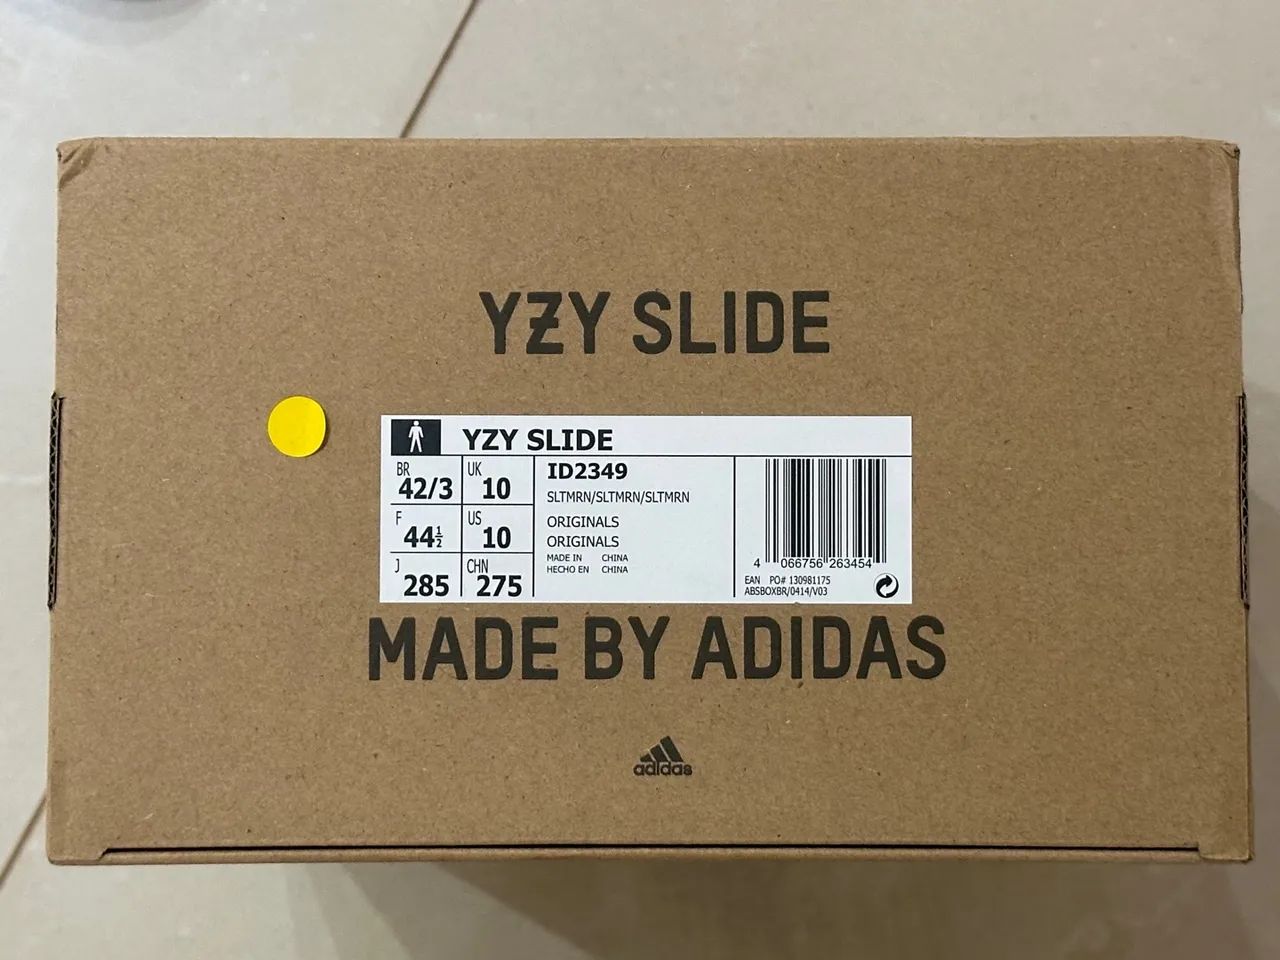 YZY SLIDE
YZY SLIDE
BR 42/3 UK 10
F 44½ US 10
J 285 CHN 275
ID2349
SLTMRN/SLTMRN/SLTMRN
ORIGINALS
ORIGINALS
MADE IN CHINA
HECHO EN CHINA
4 066756 263454
EAN PO# 130981175
ABSBOXBR/0414/V03
MADE BY ADIDAS
adidas